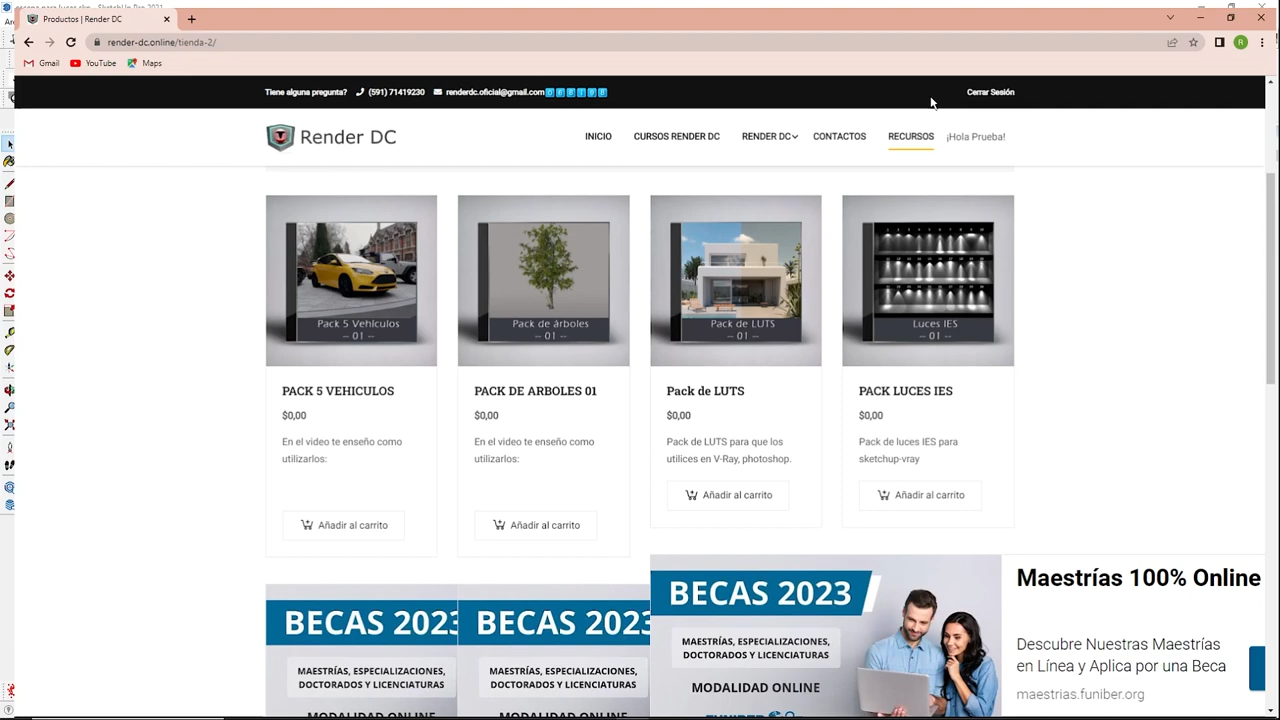 Productos | Render DC
render-dc.online/tienda-2/
R
Gmail
YouTube
Maps
Tiene alguna pregunta?
(591) 71419230
renderdc.oficial@gmail.com
Cerrar Sesión
Render DC
INICIO
CURSOS RENDER DC
RENDER DC
CONTACTOS
RECURSOS
¡Hola Prueba!
Pack 5 Vehículos
-- 01 --
Pack de árboles
-- 01 --
Pack de LUTS
-- 01 --
Luces IES
-- 01 --
PACK 5 VEHICULOS
$0,00
En el video te enseño como
utilizarlos:
Añadir al carrito
PACK DE ARBOLES 01
$0,00
En el video te enseño como
utilizarlos:
Añadir al carrito
Pack de LUTS
$0,00
Pack de LUTS para que los
utilices en V-Ray, photoshop.
Añadir al carrito
PACK LUCES IES
$0,00
Pack de luces IES para
sketchup-vray
Añadir al carrito
BECAS 2023
MAESTRÍAS, ESPECIALIZACIONES,
DOCTORADOS Y LICENCIATURAS
MODALIDAD ONLINE
BECAS 2023
MAESTRÍAS, ESPECIALIZACIONES,
DOCTORADOS Y LICENCIATURAS
MODALIDAD ONLINE
BECAS 2023
MAESTRÍAS, ESPECIALIZACIONES,
DOCTORADOS Y LICENCIATURAS
MODALIDAD ONLINE
Maestrías 100% Online
Descubre Nuestras Maestrías
en Línea y Aplica por una Beca
maestrias.funiber.org